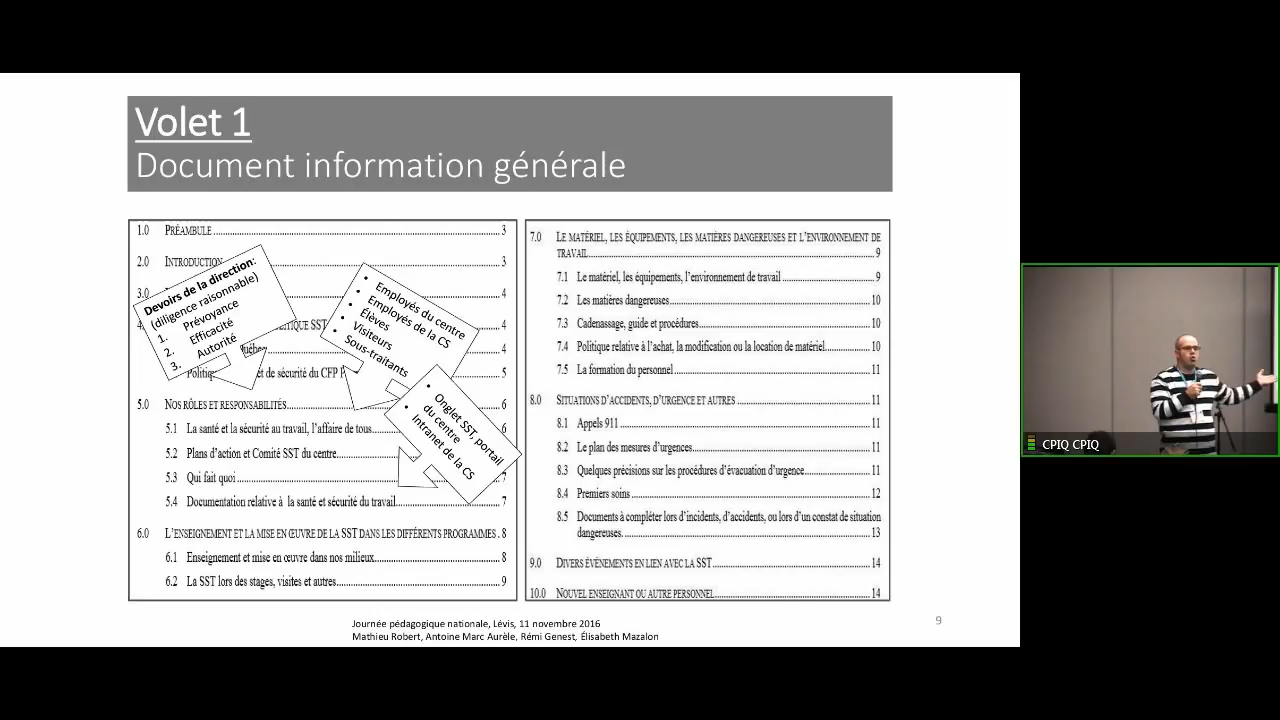 Volet 1
Document information générale
1.0 PRÉAMBULE 3
2.0 INTRODUCTION 3
3.0 4
Devoirs de la direction:
(diligence raisonnable)
1. Prévoyance
2. Efficacité
3. Autorité
• Employés du centre
• Employés de la CS
• Élèves
• Visiteurs
• Sous-traitants
• Onglet SST, portail
du centre
• Intranet de la CS
SST 4
4
et de sécurité du CFP 5
5.0 NOS RÔLES ET RESPONSABILITÉS 6
5.1 La santé et la sécurité au travail, l'affaire de tous 6
5.2 Plans d'action et Comité SST du centre
5.3 Qui fait quoi 7
5.4 Documentation relative à la santé et sécurité du travail 7
6.0 L'ENSEIGNEMENT ET LA MISE EN ŒUVRE DE LA SST DANS LES DIFFÉRENTS PROGRAMMES . 8
6.1 Enseignement et mise en œuvre dans nos milieux 8
6.2 La SST lors des stages, visites et autres 9
7.0 LE MATÉRIEL, LES ÉQUIPEMENTS, LES MATIÈRES DANGEREUSES ET L'ENVIRONNEMENT DE
TRAVAIL 9
7.1 Le matériel, les équipements, l'environnement de travail 9
7.2 Les matières dangereuses 10
7.3 Cadenassage, guide et procédures 10
7.4 Politique relative à l'achat, la modification ou la location de matériel 10
7.5 La formation du personnel 11
8.0 SITUATIONS D'ACCIDENTS, D'URGENCE ET AUTRES 11
8.1 Appels 911 11
8.2 Le plan des mesures d'urgences 11
8.3 Quelques précisions sur les procédures d'évacuation d'urgence 11
8.4 Premiers soins 12
8.5 Documents à compléter lors d'incidents, d'accidents, ou lors d'un constat de situation
dangereuses. 13
9.0 DIVERS ÉVÉNEMENTS EN LIEN AVEC LA SST 14
10.0 NOUVEL ENSEIGNANT OU AUTRE PERSONNEL 14
Journée pédagogique nationale, Lévis, 11 novembre 2016
Mathieu Robert, Antoine Marc Aurèle, Rémi Genest, Élisabeth Mazalon
9
CPIQ CPIQ